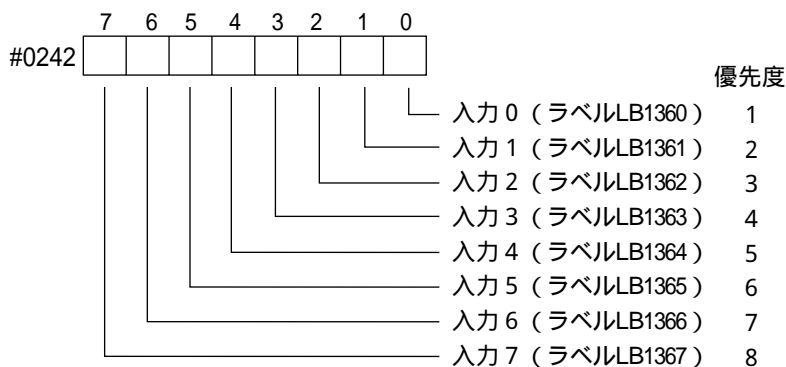 7 6 5 4 3 2 1 0
#0242
優先度
入力0(ラベルLB1360) 1
入力1(ラベルLB1361) 2
入力2(ラベルLB1362) 3
入力3(ラベルLB1363) 4
入力4(ラベルLB1364) 5
入力5(ラベルLB1365) 6
入力6(ラベルLB1366) 7
入力7(ラベルLB1367) 8